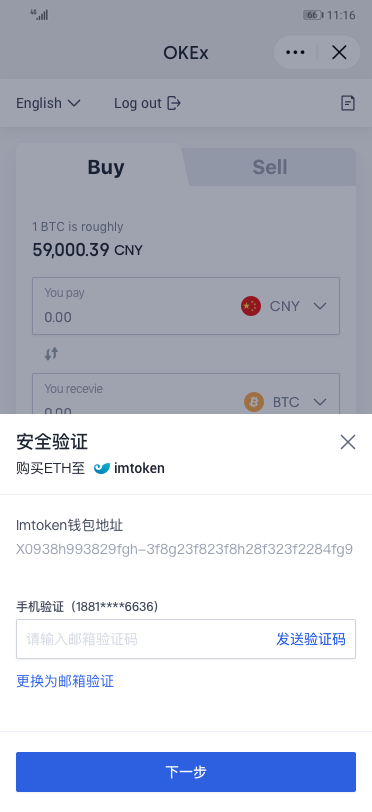 66 11:16
OKEx
English Log out
Buy Sell
1 BTC is roughly
59,000.39 CNY
You pay
0.00 CNY
You recevie
0.00 BTC
安全验证
购买ETH至 imtoken
Imtoken钱包地址
X0938h993829fgh-3f8g23f823f8h28f323f2284fg9
手机验证（1881****6636）
请输入邮箱验证码 发送验证码
更换为邮箱验证
下一步